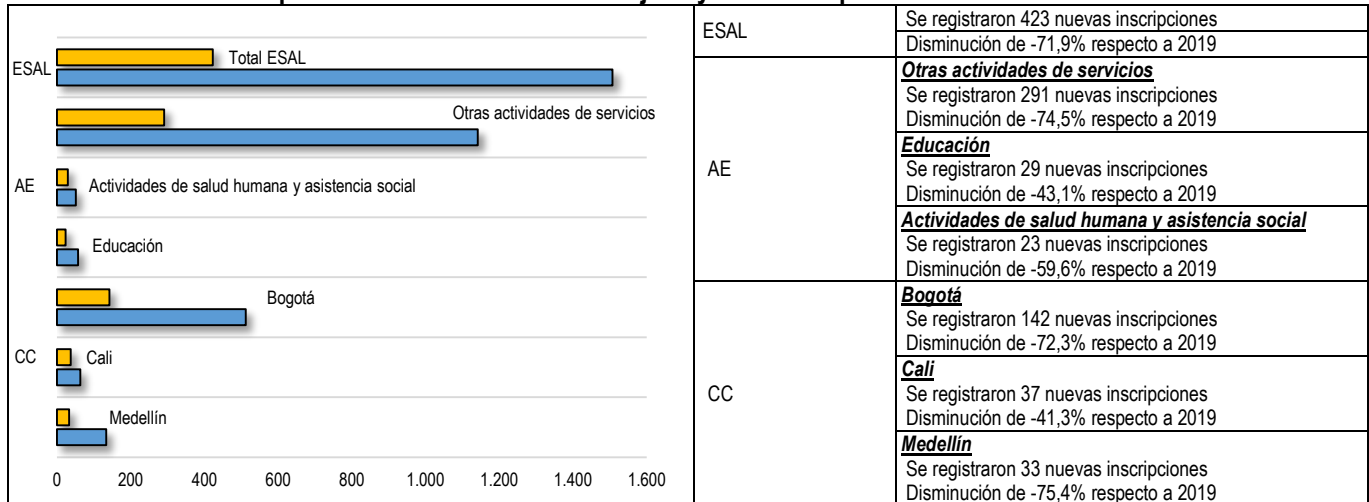 ESAL
Total ESAL
Otras actividades de servicios
AE
Actividades de salud humana y asistencia social
Educación
Bogotá
CC
Cali
Medellín
0 200 400 600 800 1.000 1.200 1.400 1.600
ESAL
Se registraron 423 nuevas inscripciones
Disminución de -71,9% respecto a 2019
AE
Otras actividades de servicios
Se registraron 291 nuevas inscripciones
Disminución de -74,5% respecto a 2019
Educación
Se registraron 29 nuevas inscripciones
Disminución de -43,1% respecto a 2019
Actividades de salud humana y asistencia social
Se registraron 23 nuevas inscripciones
Disminución de -59,6% respecto a 2019
CC
Bogotá
Se registraron 142 nuevas inscripciones
Disminución de -72,3% respecto a 2019
Cali
Se registraron 37 nuevas inscripciones
Disminución de -41,3% respecto a 2019
Medellín
Se registraron 33 nuevas inscripciones
Disminución de -75,4% respecto a 2019